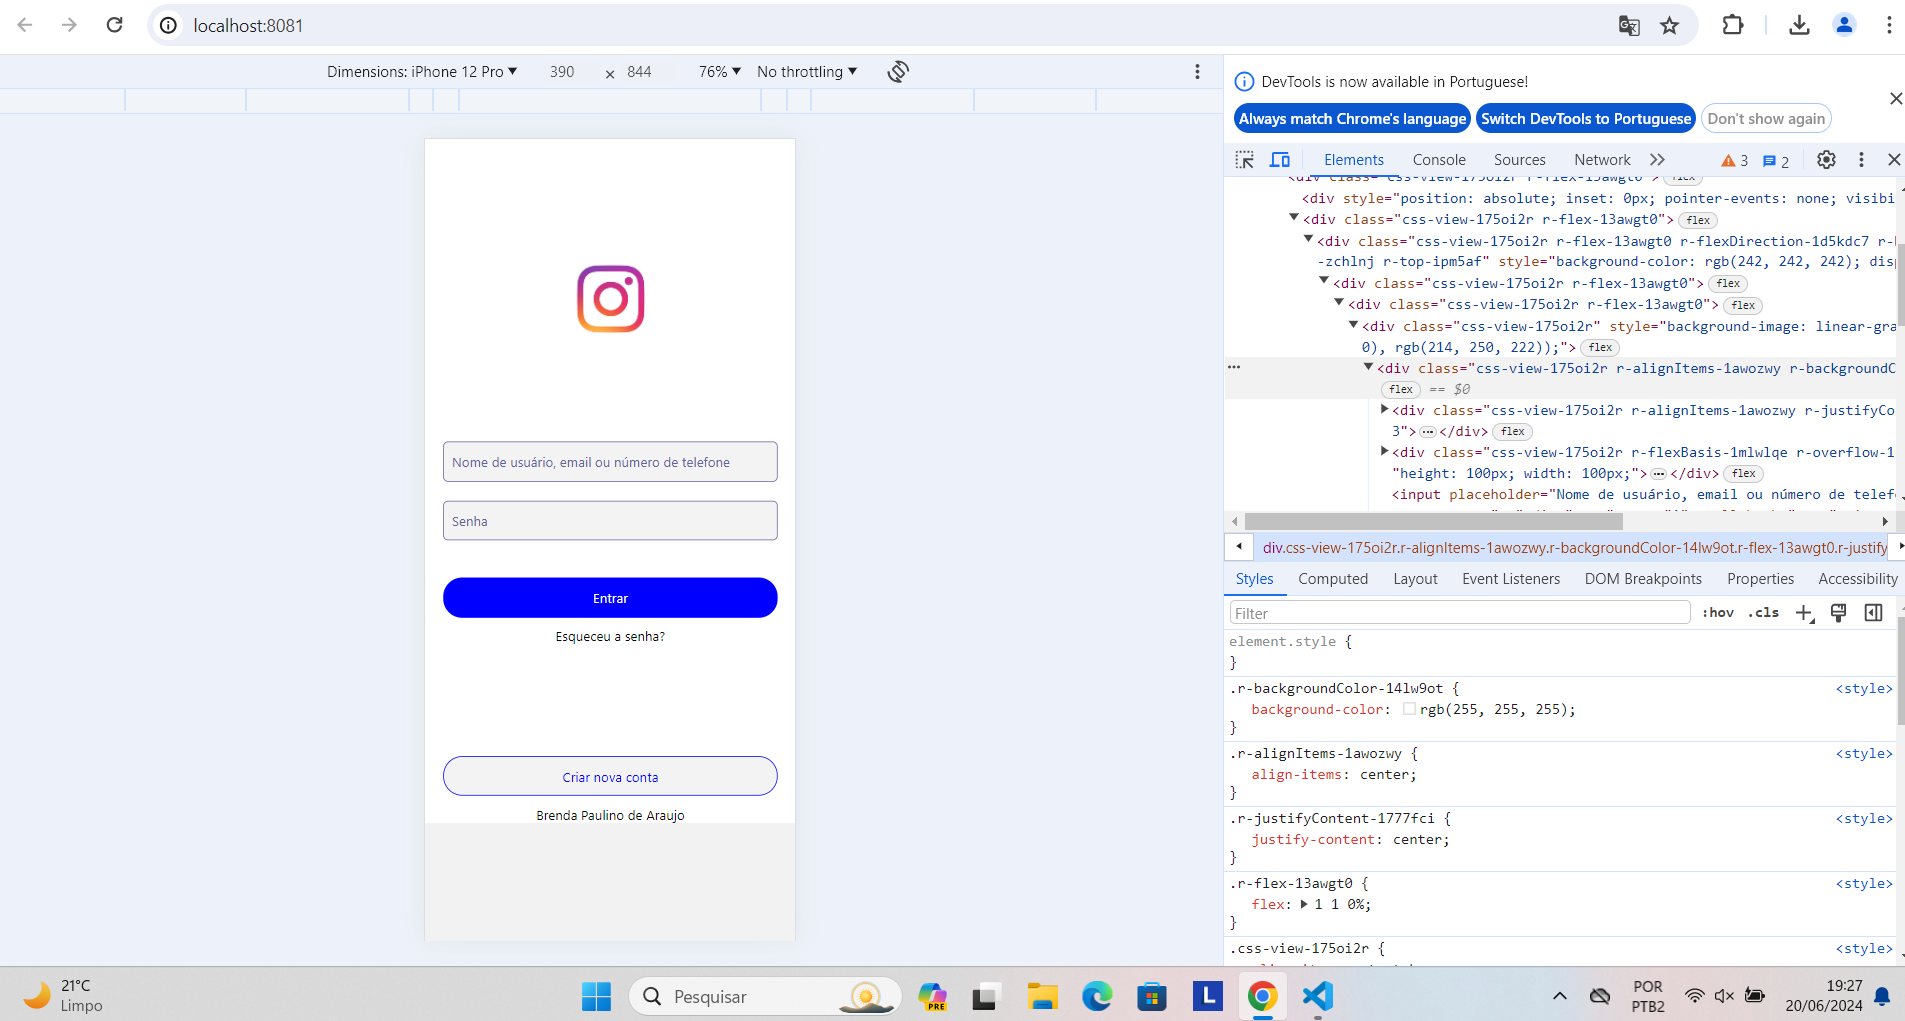 localhost:8081
Dimensions: iPhone 12 Pro ▼ 390 × 844 76% ▼ No throttling ▼
DevTools is now available in Portuguese!
Always match Chrome's language Switch DevTools to Portuguese Don't show again
Elements Console Sources Network 3 2
<div style="position: absolute; inset: 0px; pointer-events: none; visibi
<div class="css-view-175oi2r r-flex-13awgt0"> flex
<div class="css-view-175oi2r r-flex-13awgt0 r-flexDirection-1d5kdc7 r-
-zchlnj r-top-ipm5af" style="background-color: rgb(242, 242, 242); disp
<div class="css-view-175oi2r r-flex-13awgt0"> flex
<div class="css-view-175oi2r r-flex-13awgt0"> flex
<div class="css-view-175oi2r" style="background-image: linear-gra
0), rgb(214, 250, 222));"> flex
<div class="css-view-175oi2r r-alignItems-1awozwy r-backgroundC
flex == $0
<div class="css-view-175oi2r r-alignItems-1awozwy r-justifyCo
3"> ⋯ </div> flex
<div class="css-view-175oi2r r-flexBasis-1mlwlqe r-overflow-1
"height: 100px; width: 100px;"> ⋯ </div> flex
<input placeholder="Nome de usuário, email ou número de telef
div.css-view-175oi2r.r-alignItems-1awozwy.r-backgroundColor-14lw9ot.r-flex-13awgt0.r-justify
Styles Computed Layout Event Listeners DOM Breakpoints Properties Accessibility
Filter :hov .cls
element.style {
}
.r-backgroundColor-14lw9ot { <style>
background-color: rgb(255, 255, 255);
}
.r-alignItems-1awozwy { <style>
align-items: center;
}
.r-justifyContent-1777fci { <style>
justify-content: center;
}
.r-flex-13awgt0 { <style>
flex: 1 1 0%;
}
.css-view-175oi2r { <style>
Nome de usuário, email ou número de telefone
Senha
Entrar
Esqueceu a senha?
Criar nova conta
Brenda Paulino de Araujo
21°C
Limpo
Pesquisar
PRE
L
POR
PTB2
19:27
20/06/2024